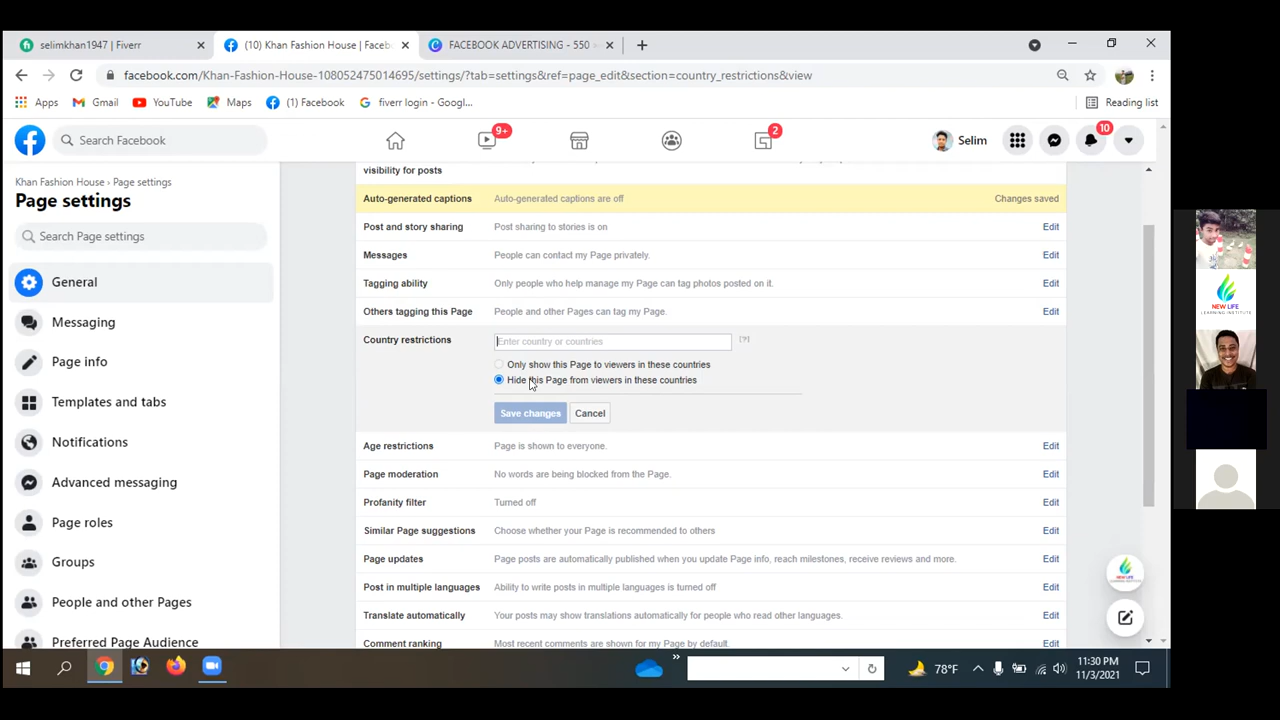 selimkhan1947 | Fiverr
(10) Khan Fashion House | Faceb
FACEBOOK ADVERTISING - 550
facebook.com/Khan-Fashion-House-108052475014695/settings/?tab=settings&ref=page_edit&section=country_restrictions&view
Apps
Gmail
YouTube
Maps
(1) Facebook
fiverr login - Googl...
Reading list
Search Facebook
9+
2
Selim
10
Khan Fashion House › Page settings
Page settings
Search Page settings
General
Messaging
Page info
Templates and tabs
Notifications
Advanced messaging
Page roles
Groups
People and other Pages
Preferred Page Audience
visibility for posts
Auto-generated captions Auto-generated captions are off Changes saved
Post and story sharing Post sharing to stories is on Edit
Messages People can contact my Page privately. Edit
Tagging ability Only people who help manage my Page can tag photos posted on it. Edit
Others tagging this Page People and other Pages can tag my Page. Edit
Country restrictions Enter country or countries [?]
Only show this Page to viewers in these countries
Hide this Page from viewers in these countries
Save changes Cancel
Age restrictions Page is shown to everyone. Edit
Page moderation No words are being blocked from the Page. Edit
Profanity filter Turned off Edit
Similar Page suggestions Choose whether your Page is recommended to others Edit
Page updates Page posts are automatically published when you update Page info, reach milestones, receive reviews and more. Edit
Post in multiple languages Ability to write posts in multiple languages is turned off Edit
Translate automatically Your posts may show translations automatically for people who read other languages. Edit
Comment ranking Most recent comments are shown for my Page by default. Edit
NEW LIFE
LEARNING INSTITUTE
78°F
11:30 PM
11/3/2021